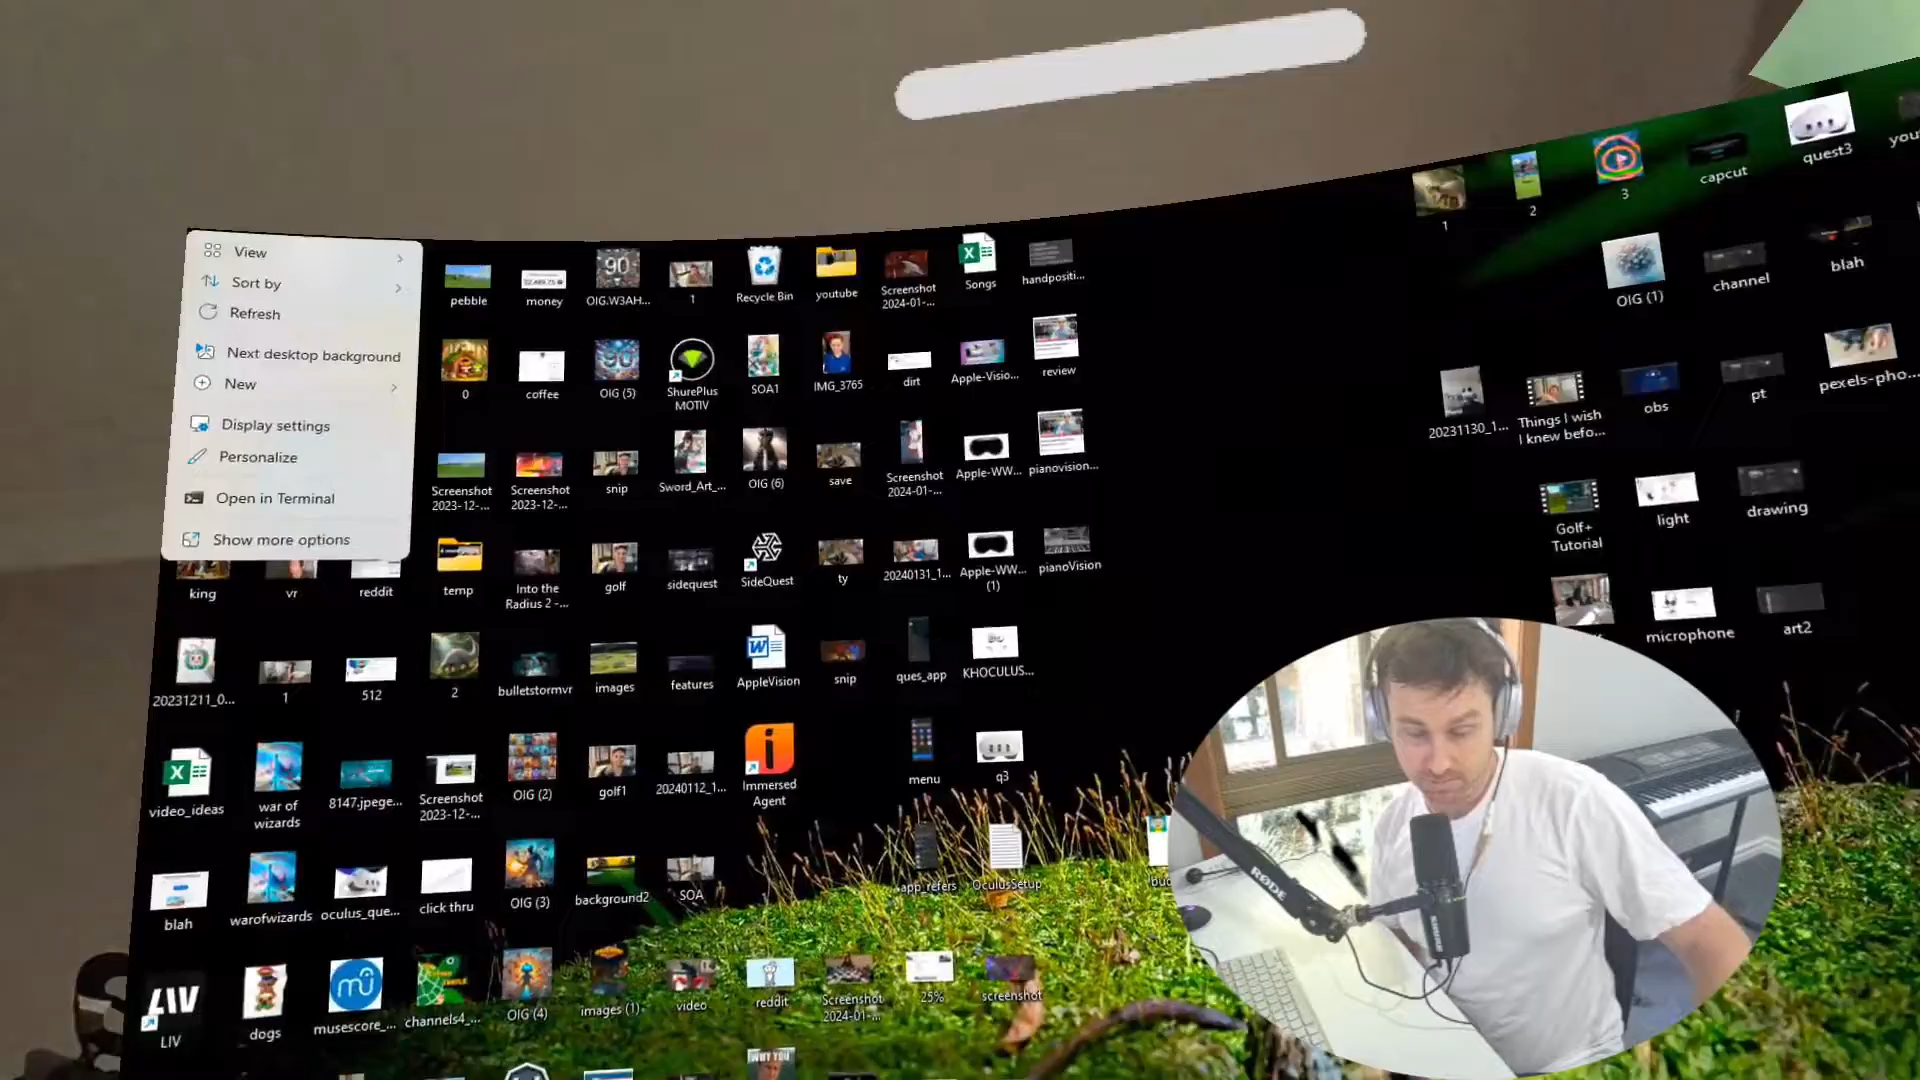 View
Sort by
Refresh
Next desktop background
New
Display settings
Personalize
Open in Terminal
Show more options
pebble
money
OIG.W3AH...
1
Recycle Bin
youtube
Screenshot
2024-01-...
Songs
handpositi...
1
2
3
capcut
quest3
0
coffee
OIG (5)
ShurePlus
MOTIV
SOA1
IMG_3765
dirt
Apple-Visio...
review
OIG (1)
channel
blah
Screenshot
2023-12-...
Screenshot
2023-12-...
snip
Sword_Art_...
OIG (6)
save
Screenshot
2024-01-...
Apple-WW...
pianovision...
20231130_1...
Things I wish
I knew befo...
obs
pt
pexels-pho...
king
vr
reddit
temp
Into the
Radius 2 -...
golf
sidequest
SideQuest
ty
20240131_1...
Apple-WW...
(1)
pianoVision
Golf+
Tutorial
light
drawing
20231211_0...
1
512
2
bulletstormvr
images
features
AppleVision
snip
ques_app
KHOCULUS...
microphone
art2
video_ideas
war of
wizards
8147.jpege...
Screenshot
2023-12-...
OIG (2)
golf1
20240112_1...
Immersed
Agent
menu
q3
blah
warofwizards
oculus_que...
click thru
OIG (3)
background2
SOA
app_refers
OculusSetup
LIV
LIV
dogs
musescore_...
channels4_...
OIG (4)
images (1)
video
reddit
Screenshot
2024-01-...
25%
screenshot
WHY YOU
RØDE
SHURE